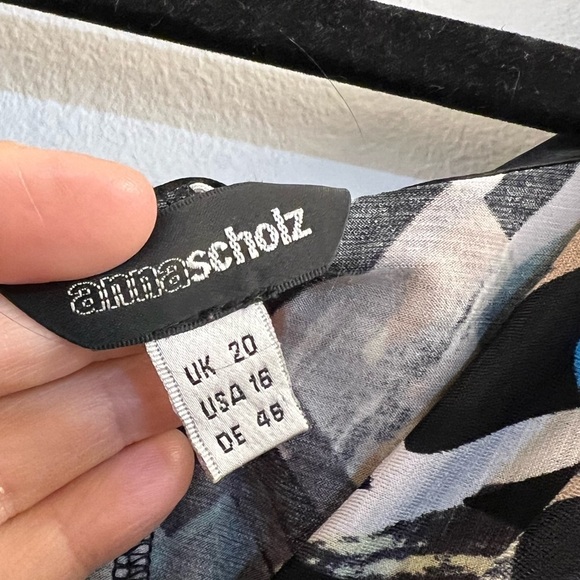 annascholz
UK 20
USA 16
DE 46